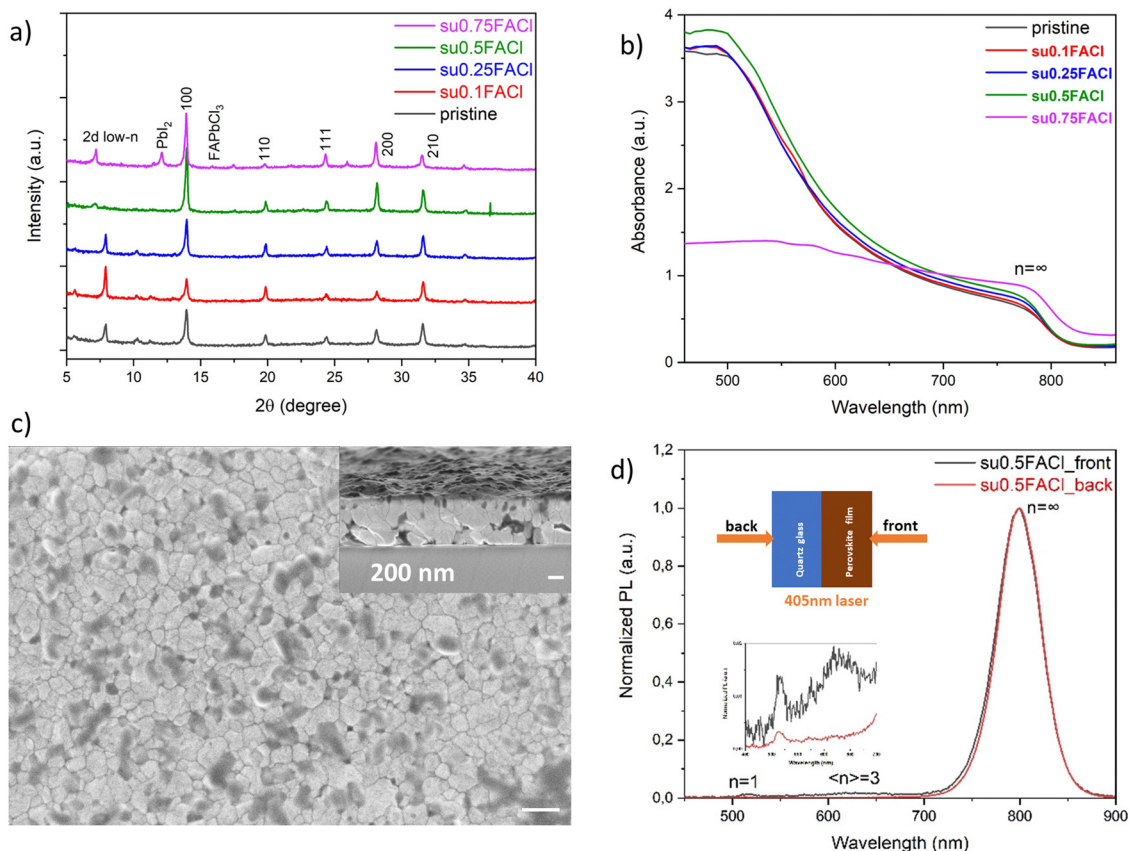 a)
su0.75FACl
su0.5FACl
su0.25FACl
su0.1FACl
pristine
2d low-n
PbI2
100
FAPbCl3
110
111
200
210
Intensity (a.u.)
5 10 15 20 25 30 35 40
2θ (degree)
b)
pristine
su0.1FACl
su0.25FACl
su0.5FACl
su0.75FACl
n=∞
4
3
2
1
0
Absorbance (a.u.)
500 600 700 800
Wavelength (nm)
c)
200 nm
d)
su0.5FACl_front
su0.5FACl_back
n=∞
back
Quartz glass
Perovskite film
front
405nm laser
1,2
1,0
0,8
0,6
0,4
0,2
0,0
Normalized PL (a.u.)
Wavelength (nm)
n=1
<n>=3
500 600 700 800 900
Wavelength (nm)